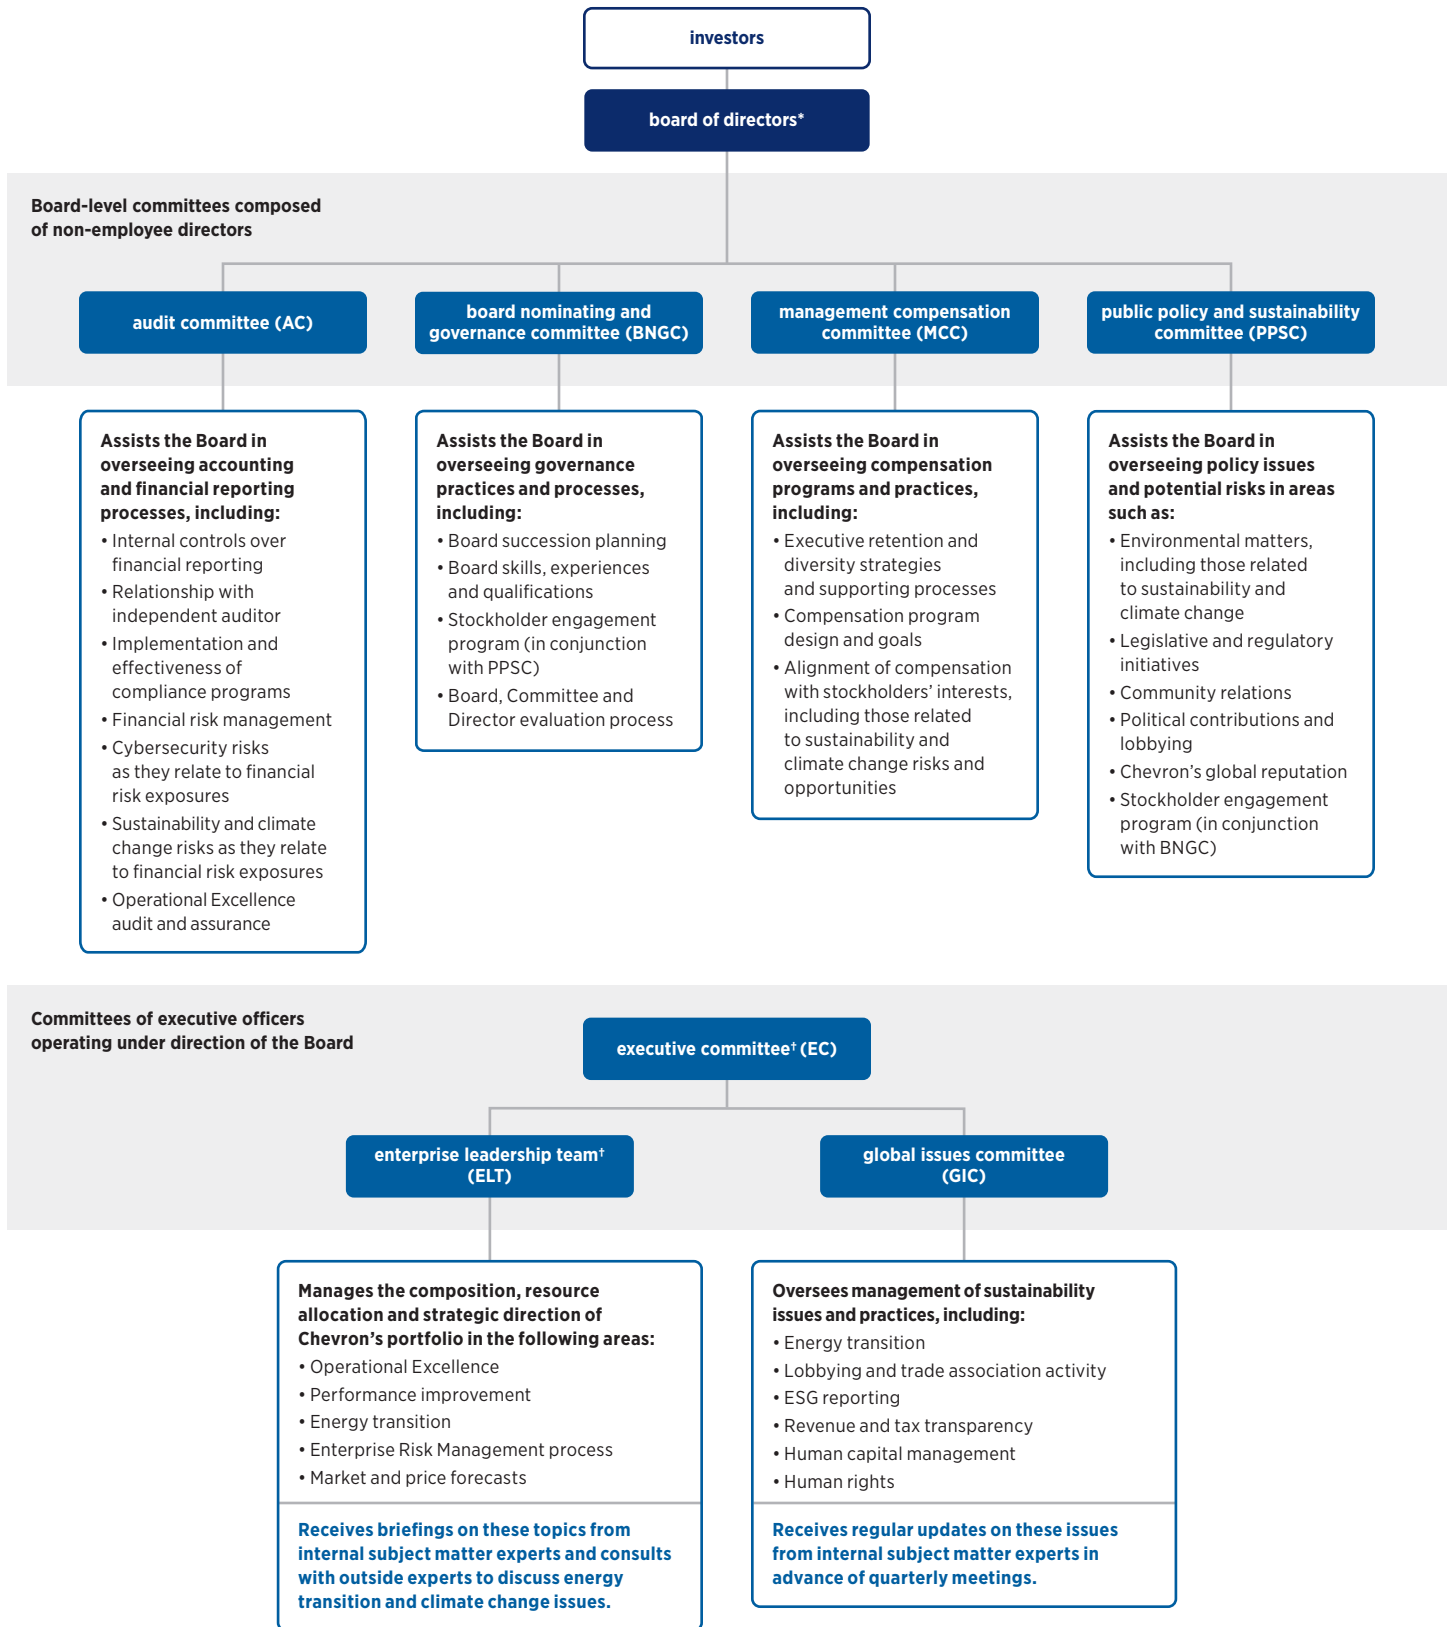 investors
board of directors*
Board-level committees composed
of non-employee directors
audit committee (AC)
board nominating and
governance committee (BNGC)
management compensation
committee (MCC)
public policy and sustainability
committee (PPSC)
Assists the Board in
overseeing accounting
and financial reporting
processes, including:
• Internal controls over
financial reporting
• Relationship with
independent auditor
• Implementation and
effectiveness of
compliance programs
• Financial risk management
• Cybersecurity risks
as they relate to financial
risk exposures
• Sustainability and climate
change risks as they relate
to financial risk exposures
• Operational Excellence
audit and assurance
Assists the Board in
overseeing governance
practices and processes,
including:
• Board succession planning
• Board skills, experiences
and qualifications
• Stockholder engagement
program (in conjunction
with PPSC)
• Board, Committee and
Director evaluation process
Assists the Board in
overseeing compensation
programs and practices,
including:
• Executive retention and
diversity strategies
and supporting processes
• Compensation program
design and goals
• Alignment of compensation
with stockholders’ interests,
including those related
to sustainability and
climate change risks and
opportunities
Assists the Board in
overseeing policy issues
and potential risks in areas
such as:
• Environmental matters,
including those related
to sustainability and
climate change
• Legislative and regulatory
initiatives
• Community relations
• Political contributions and
lobbying
• Chevron’s global reputation
• Stockholder engagement
program (in conjunction
with BNGC)
Committees of executive officers
operating under direction of the Board
executive committee† (EC)
enterprise leadership team†
(ELT)
global issues committee
(GIC)
Manages the composition, resource
allocation and strategic direction of
Chevron’s portfolio in the following areas:
• Operational Excellence
• Performance improvement
• Energy transition
• Enterprise Risk Management process
• Market and price forecasts
Receives briefings on these topics from
internal subject matter experts and consults
with outside experts to discuss energy
transition and climate change issues.
Oversees management of sustainability
issues and practices, including:
• Energy transition
• Lobbying and trade association activity
• ESG reporting
• Revenue and tax transparency
• Human capital management
• Human rights
Receives regular updates on these issues
from internal subject matter experts in
advance of quarterly meetings.